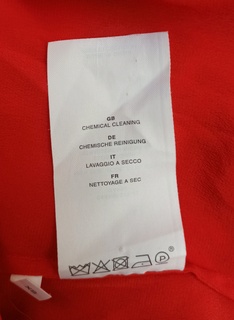 GB
CHEMICAL CLEANING
DE
CHEMISCHE REINIGUNG
IT
LAVAGGIO A SECCO
FR
NETTOYAGE A SEC
P
®